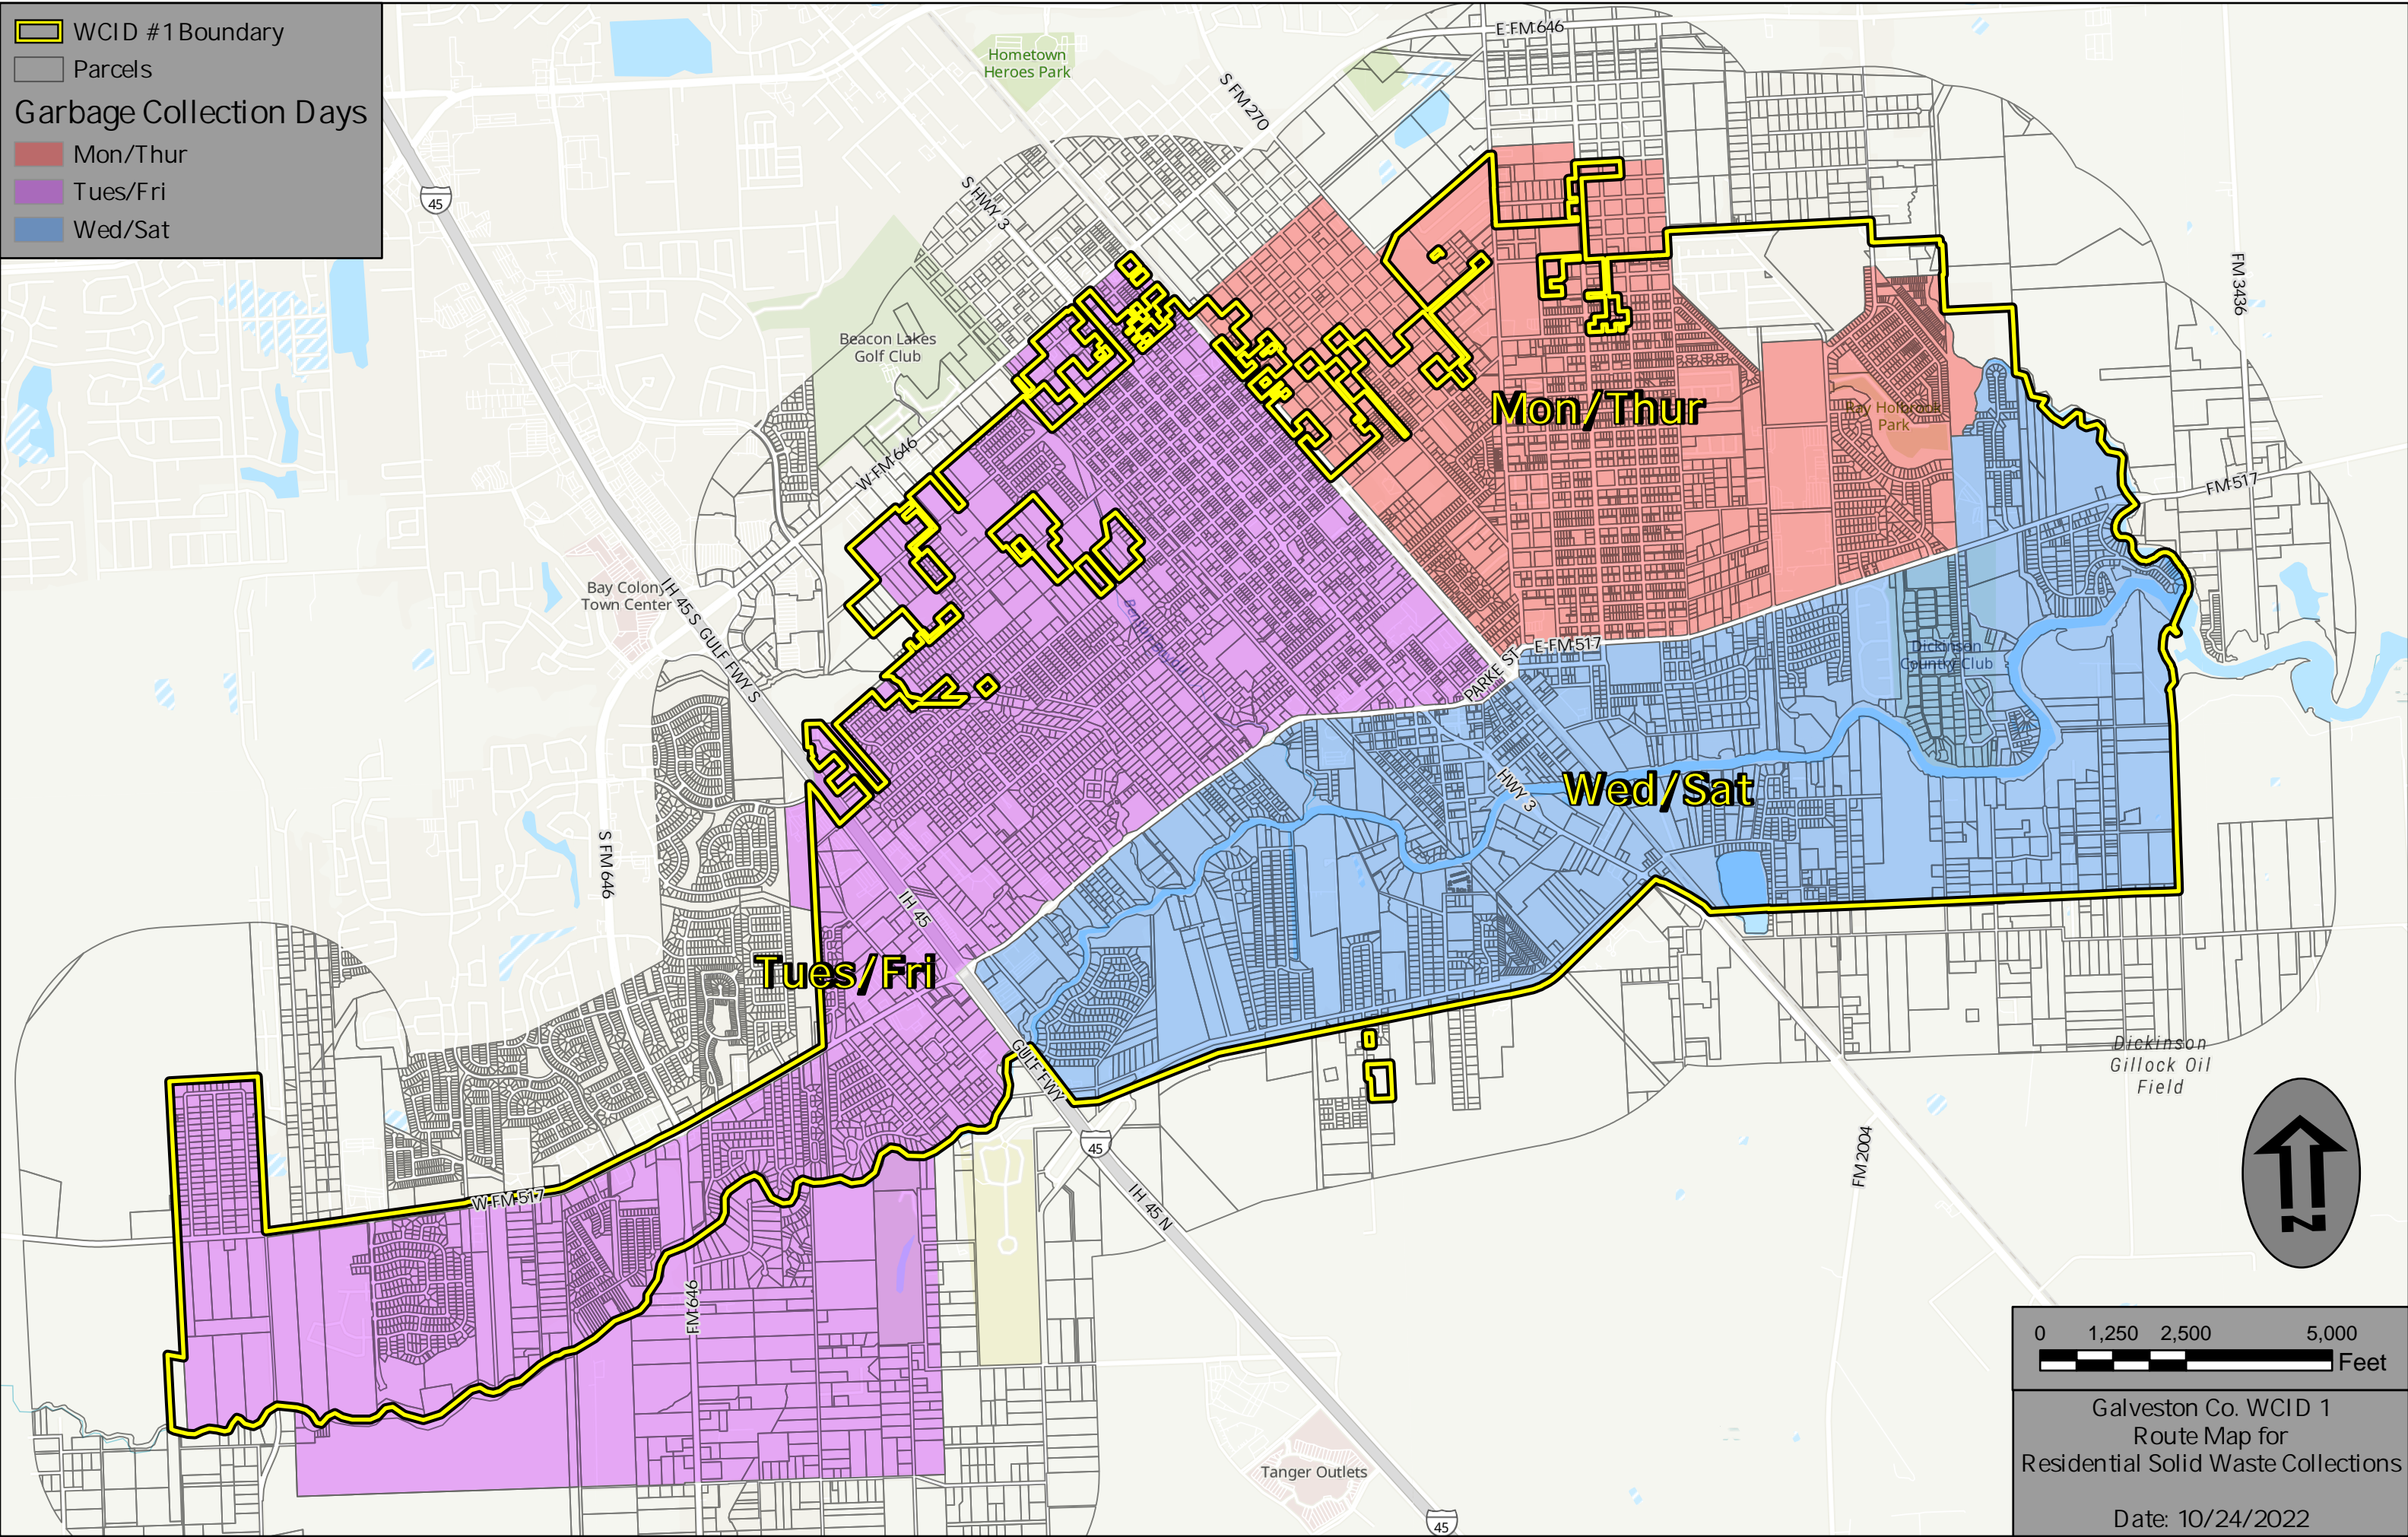 WCID #1 Boundary
Parcels
Garbage Collection Days
Mon/Thur
Tues/Fri
Wed/Sat
E FM 646
Hometown
Heroes Park
S FM 270
S HWY 3
45
FM 3436
Beacon Lakes
Golf Club
Mon/Thur
Ray Holbrook
Park
W FM 646
FM 517
Bay Colony
Town Center
IH 45 S GULF FWY S
E FM 517
PARKE ST
Dickinson
Country Club
HWY 3
Wed/Sat
S FM 646
IH 45
Tues/Fri
GULF FWY
Dickinson
Gillock Oil
Field
45
FM 2004
W FM 517
IH 45 N
FM 646
N
Tanger Outlets
45
0 1,250 2,500 5,000
Feet
Galveston Co. WCID 1
Route Map for
Residential Solid Waste Collections
Date: 10/24/2022